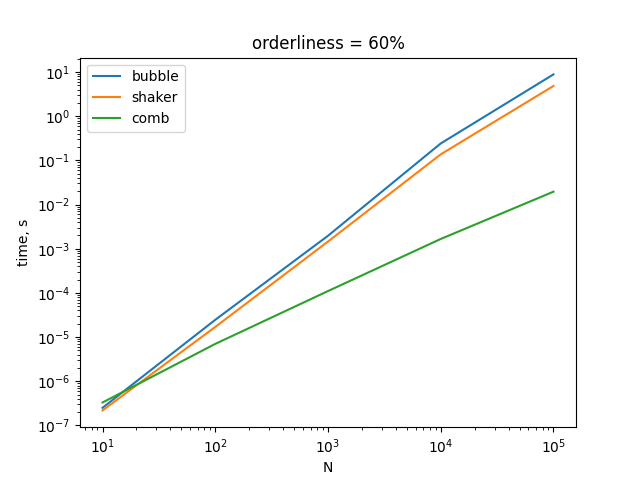 orderliness = 60%
bubble
shaker
comb
time, s
10¹
10⁰
10⁻¹
10⁻²
10⁻³
10⁻⁴
10⁻⁵
10⁻⁶
10⁻⁷
10¹ 10² 10³ 10⁴ 10⁵
N